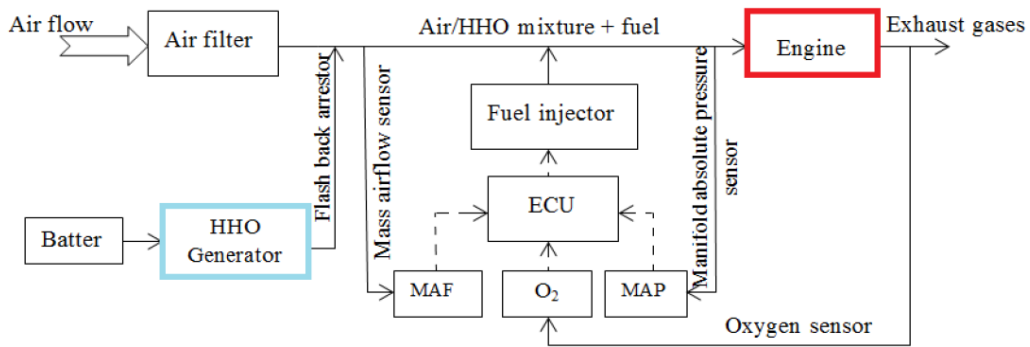 Air flow
Air filter
Air/HHO mixture + fuel
Engine
Exhaust gases
Flash back arrestor
Mass airflow sensor
Fuel injector
Manifold absolute pressure
sensor
ECU
Batter
HHO
Generator
MAF
O₂
MAP
Oxygen sensor